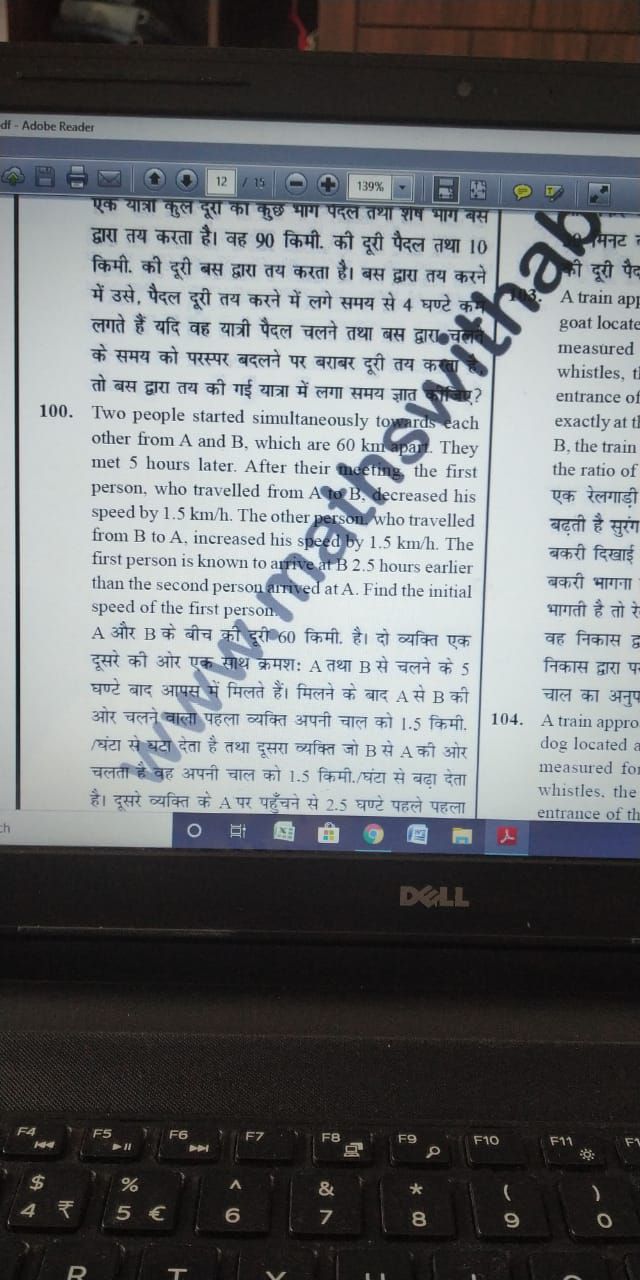 df - Adobe Reader
12 / 15
139%
एक यात्री कुल दूरी का कुछ भाग पैदल तथा शेष भाग बस
द्वारा तय करता है। वह 90 किमी. की दूरी पैदल तथा 10
किमी. की दूरी बस द्वारा तय करता है। बस द्वारा तय करने
में उसे, पैदल दूरी तय करने में लगे समय से 4 घण्टे कम
लगते हैं यदि वह यात्री पैदल चलने तथा बस द्वारा चलने
के समय को परस्पर बदलने पर बराबर दूरी तय करता है,
तो बस द्वारा तय की गई यात्रा में लगा समय ज्ञात कीजिए?
100. Two people started simultaneously towards each
other from A and B, which are 60 km apart. They
met 5 hours later. After their meeting, the first
person, who travelled from A to B, decreased his
speed by 1.5 km/h. The other person, who travelled
from B to A, increased his speed by 1.5 km/h. The
first person is known to arrive at B 2.5 hours earlier
than the second person arrived at A. Find the initial
speed of the first person.
A और B के बीच की दूरी 60 किमी. है। दो व्यक्ति एक
दूसरे की ओर एक साथ क्रमश: A तथा B से चलने के 5
घण्टे बाद आपस में मिलते हैं। मिलने के बाद A से B की
ओर चलने वाला पहला व्यक्ति अपनी चाल को 1.5 किमी.
/घंटा से घटा देता है तथा दूसरा व्यक्ति जो B से A की ओर
चलता है वह अपनी चाल को 1.5 किमी./घंटा से बढ़ा देता
है। दूसरे व्यक्ति के A पर पहुँचने से 2.5 घण्टे पहले पहला
मिनट
की दूरी पैद
103. A train app
goat locate
measured
whistles, t
entrance of
exactly at t
B, the train
the ratio of
एक रेलगाड़ी
बढ़ती है सुरंग
बकरी दिखाई
बकरी भागना
भागती है तो रे
वह निकास द्व
निकास द्वारा प
चाल का अनुप
104. A train appro
dog located a
measured fo
whistles. the
entrance of th
www.mathswithab
ch
DELL
F4 F5 F6 F7 F8 F9 F10 F11 F1
$ % ^ & * ( )
4 ₹ 5 € 6 7 8 9 0
R T